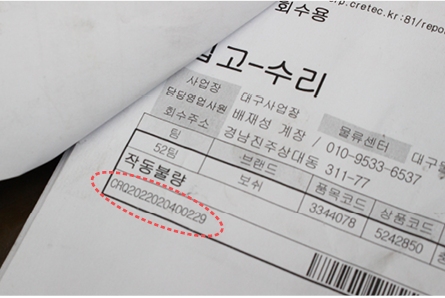 rp.cretec.kr:81/repor
회수용
입고-수리
사업장 대구사업장 물류센터 대구
담당영업사원 배재성 계장 / 010-9533-6537
회수주소 경남진주상대동 311-77
팀 브랜드 품목코드 상품코드
52팀 보쉬 3344078 5242850
작동불량
CR02022020400229